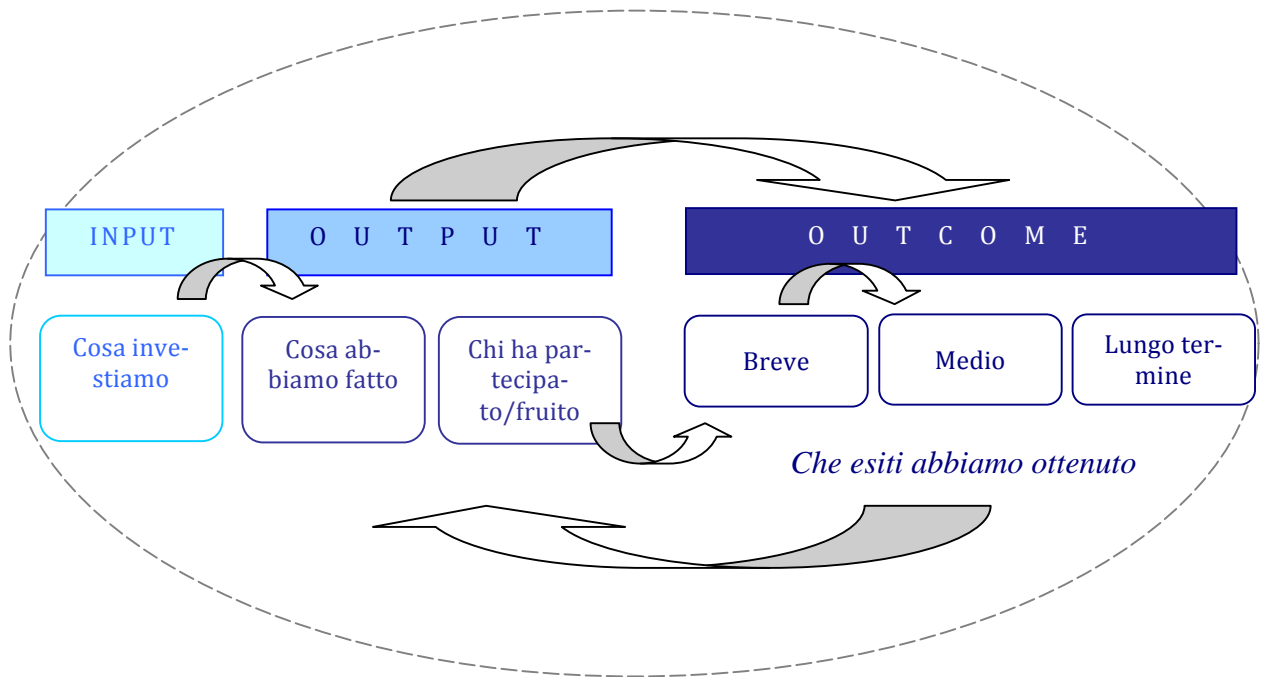 INPUT
O U T P U T
O U T C O M E
Cosa inve-
stiamo
Cosa ab-
biamo fatto
Chi ha par-
tecipa-
to/fruito
Breve
Medio
Lungo ter-
mine
Che esiti abbiamo ottenuto